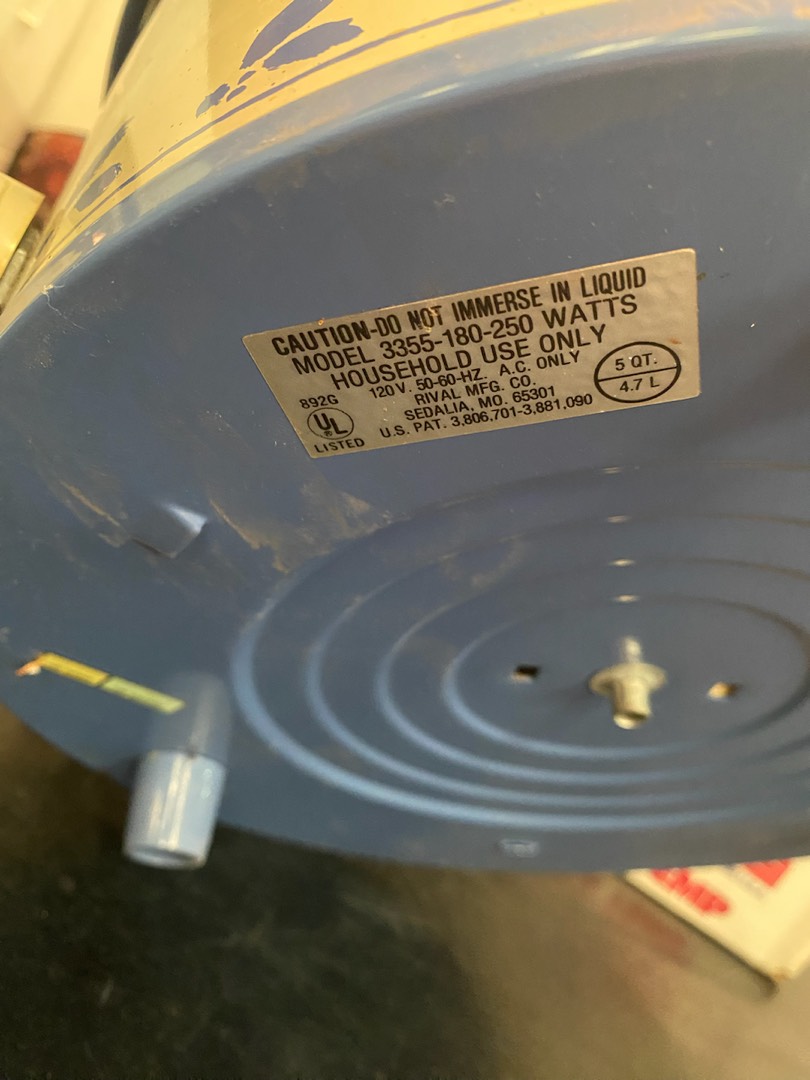 CAUTION-DO NOT IMMERSE IN LIQUID
MODEL 3355-180-250 WATTS
HOUSEHOLD USE ONLY
120 V. 50-60-HZ. A.C. ONLY
RIVAL MFG. CO.
SEDALIA, MO. 65301
U.S. PAT. 3,806,701-3,881,090
892G
UL
®
LISTED
5 QT.
4.7 L